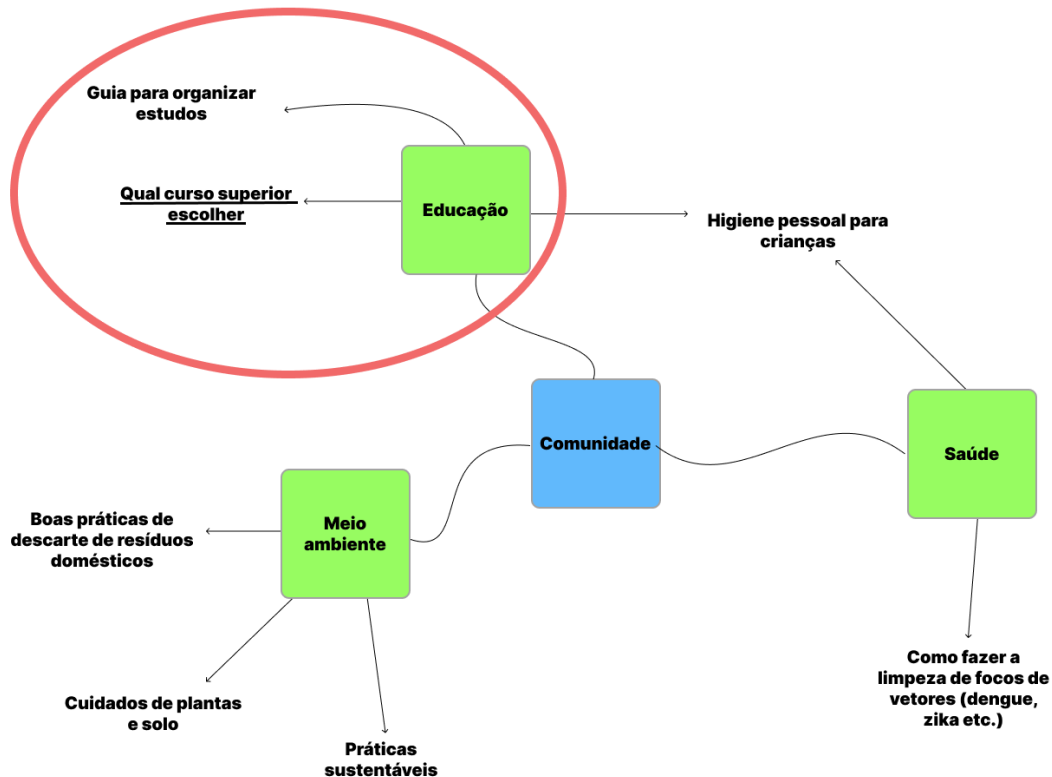 Guia para organizar
estudos
Qual curso superior
escolher
Educação
Higiene pessoal para
crianças
Comunidade
Saúde
Meio
ambiente
Boas práticas de
descarte de resíduos
domésticos
Cuidados de plantas
e solo
Práticas
sustentáveis
Como fazer a
limpeza de focos de
vetores (dengue,
zika etc.)